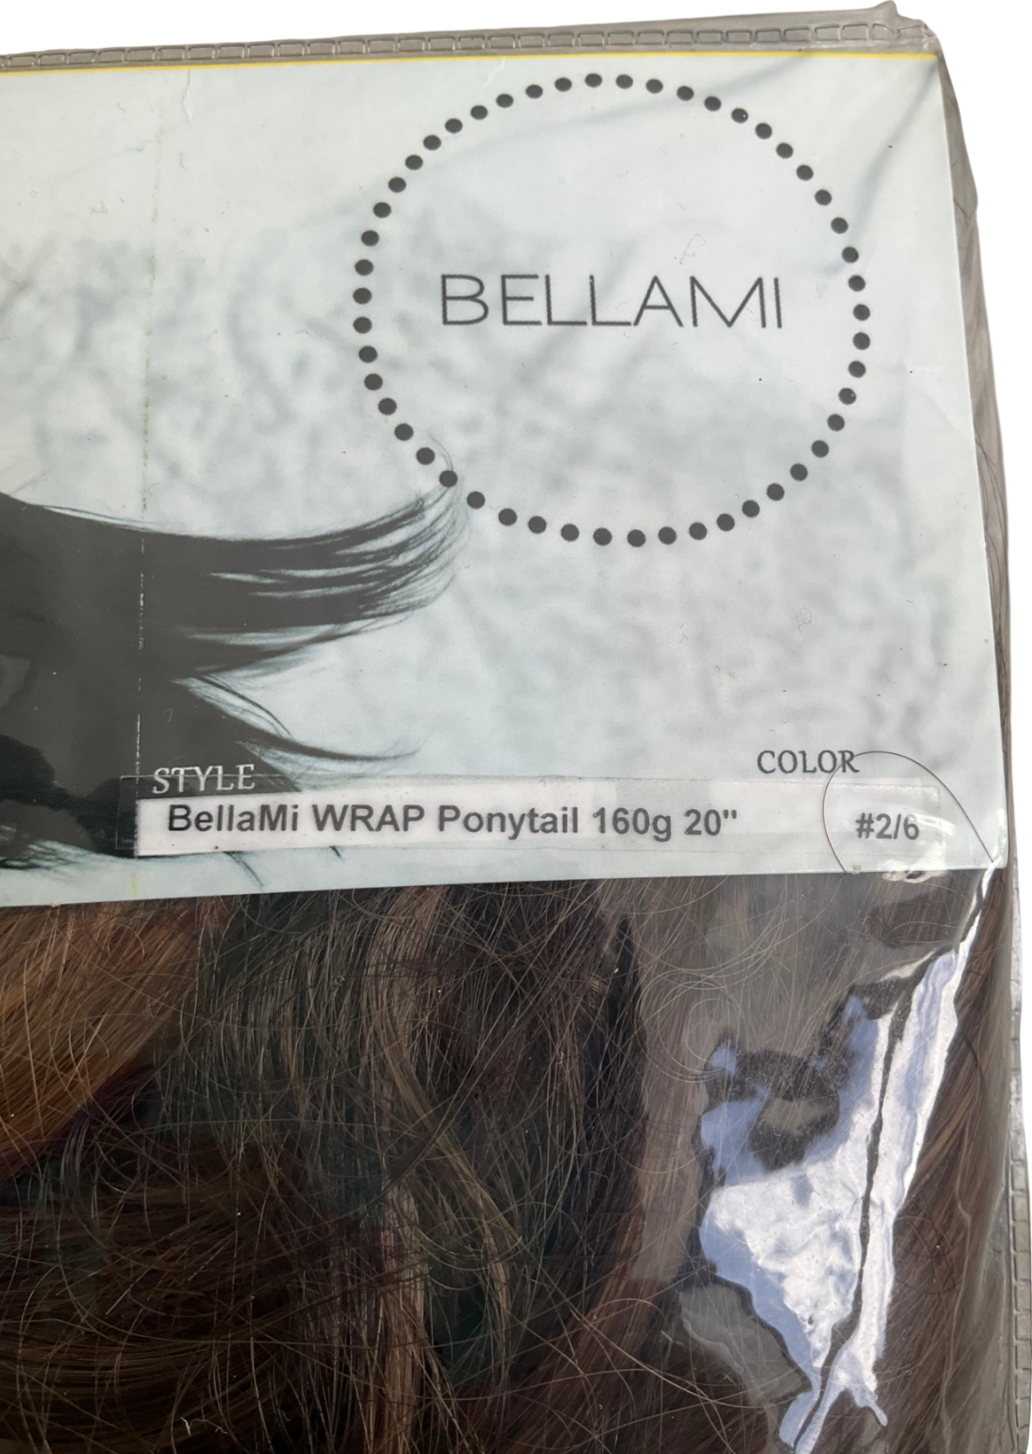 BELLAMI
STYLE
COLOR
BellaMi WRAP Ponytail 160g 20"
#2/6